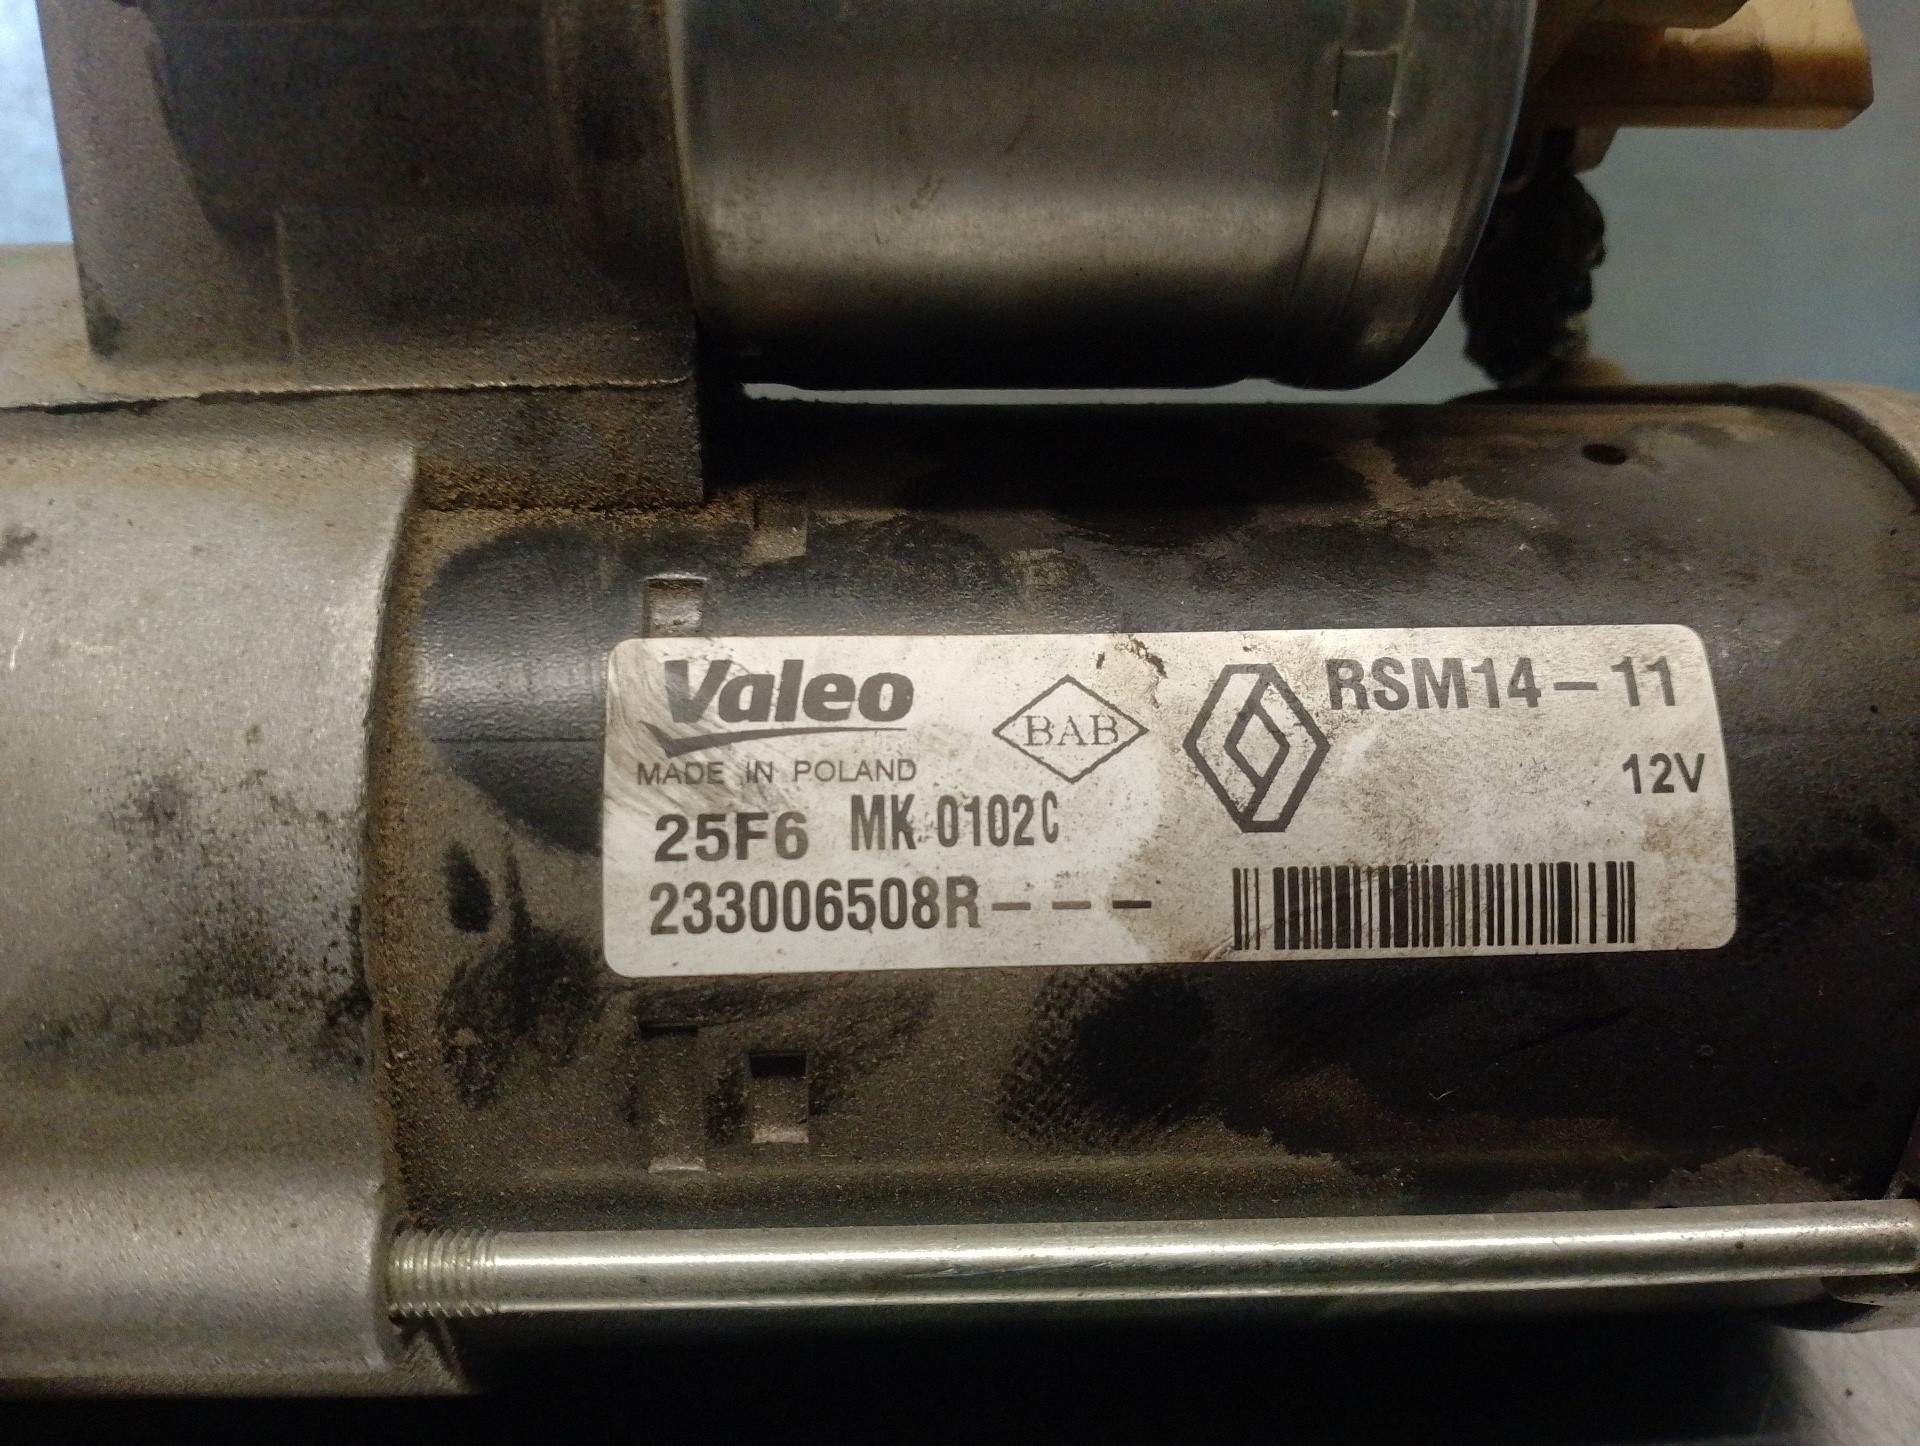 Valeo
MADE IN POLAND
BAB
RSM14-11
12V
25F6 MK 0102C
233006508R---